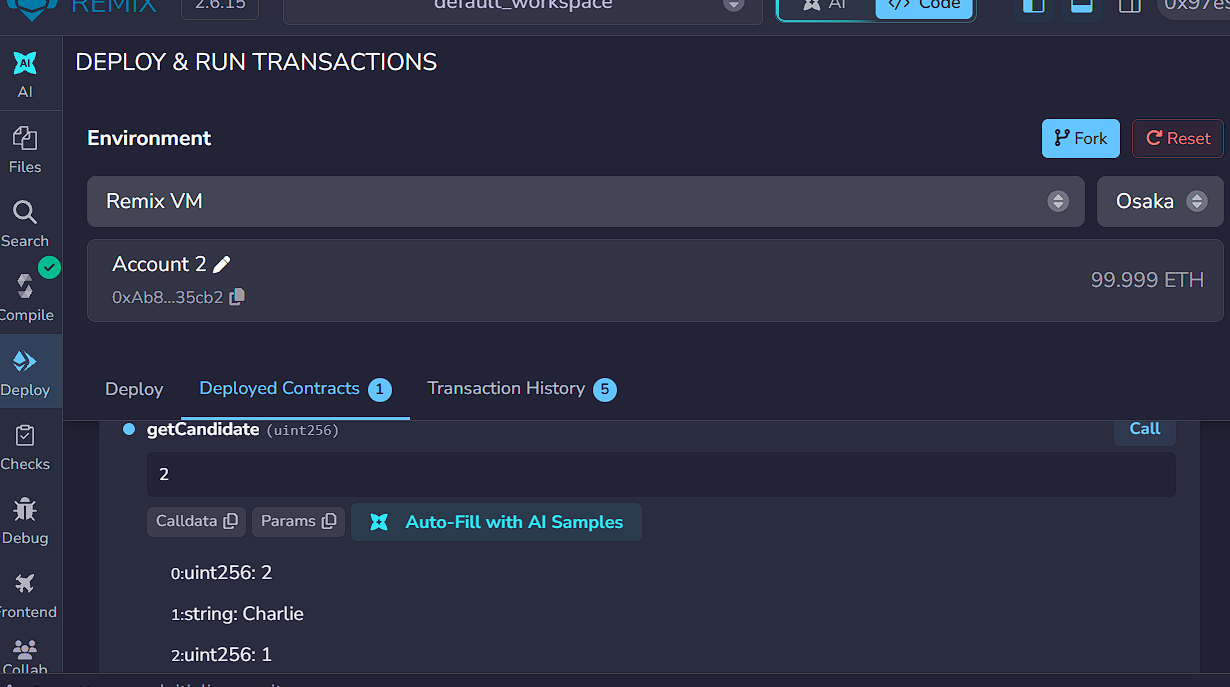 REMIX
2.6.15
default_workspace
AI
Code
DEPLOY & RUN TRANSACTIONS
AI
Environment
Fork
Reset
Files
Remix VM
Osaka
Search
Account 2
99.999 ETH
0xAb8...35cb2
Compile
Deploy
Deploy
Deployed Contracts 1
Transaction History 5
getCandidate (uint256)
Call
Checks
2
Calldata
Params
Auto-Fill with AI Samples
Debug
0:uint256: 2
Frontend
1:string: Charlie
2:uint256: 1
Collab